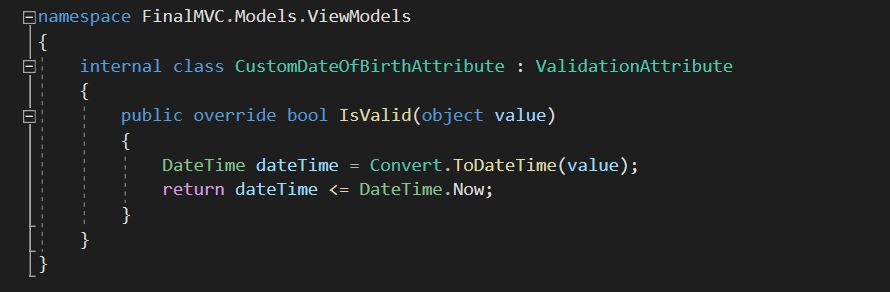 namespace FinalMVC.Models.ViewModels
{
internal class CustomDateOfBirthAttribute : ValidationAttribute
{
public override bool IsValid(object value)
{
DateTime dateTime = Convert.ToDateTime(value);
return dateTime <= DateTime.Now;
}
}
}